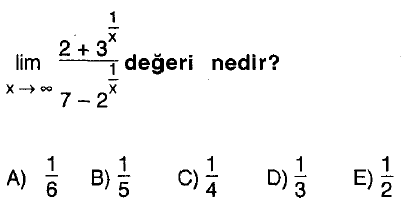 lim x→∞ (2 + 3^(1/x)) / (7 − 2^(1/x)) değeri nedir?
A) 1/6 B) 1/5 C) 1/4 D) 1/3 E) 1/2